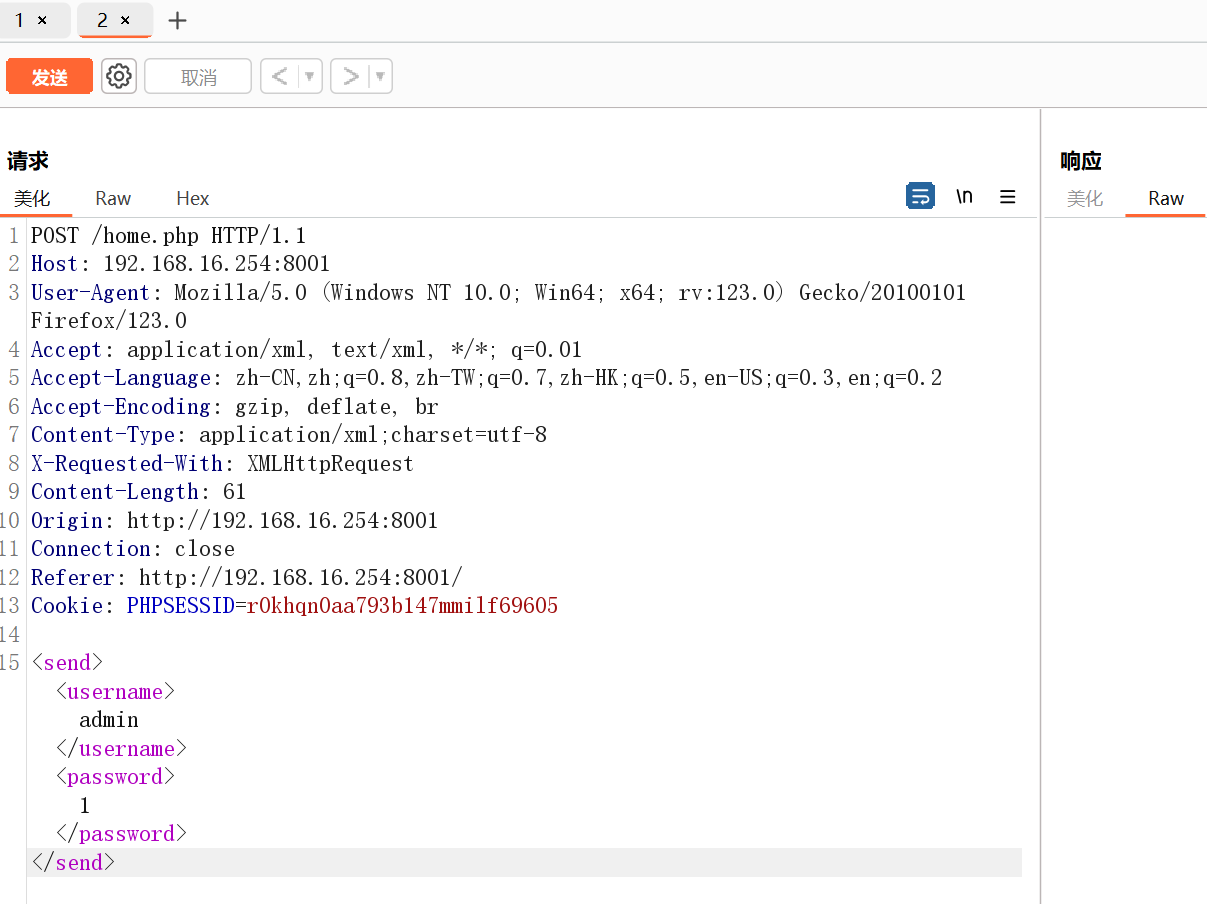 1 × 2 × +
发送 取消 < ▼ > ▼
请求
美化 Raw Hex \n
1 POST /home.php HTTP/1.1
2 Host: 192.168.16.254:8001
3 User-Agent: Mozilla/5.0 (Windows NT 10.0; Win64; x64; rv:123.0) Gecko/20100101
Firefox/123.0
4 Accept: application/xml, text/xml, */*; q=0.01
5 Accept-Language: zh-CN,zh;q=0.8,zh-TW;q=0.7,zh-HK;q=0.5,en-US;q=0.3,en;q=0.2
6 Accept-Encoding: gzip, deflate, br
7 Content-Type: application/xml;charset=utf-8
8 X-Requested-With: XMLHttpRequest
9 Content-Length: 61
10 Origin: http://192.168.16.254:8001
11 Connection: close
12 Referer: http://192.168.16.254:8001/
13 Cookie: PHPSESSID=r0khqn0aa793b147mmilf69605
14
15 <send>
<username>
admin
</username>
<password>
1
</password>
</send>
响应
美化 Raw